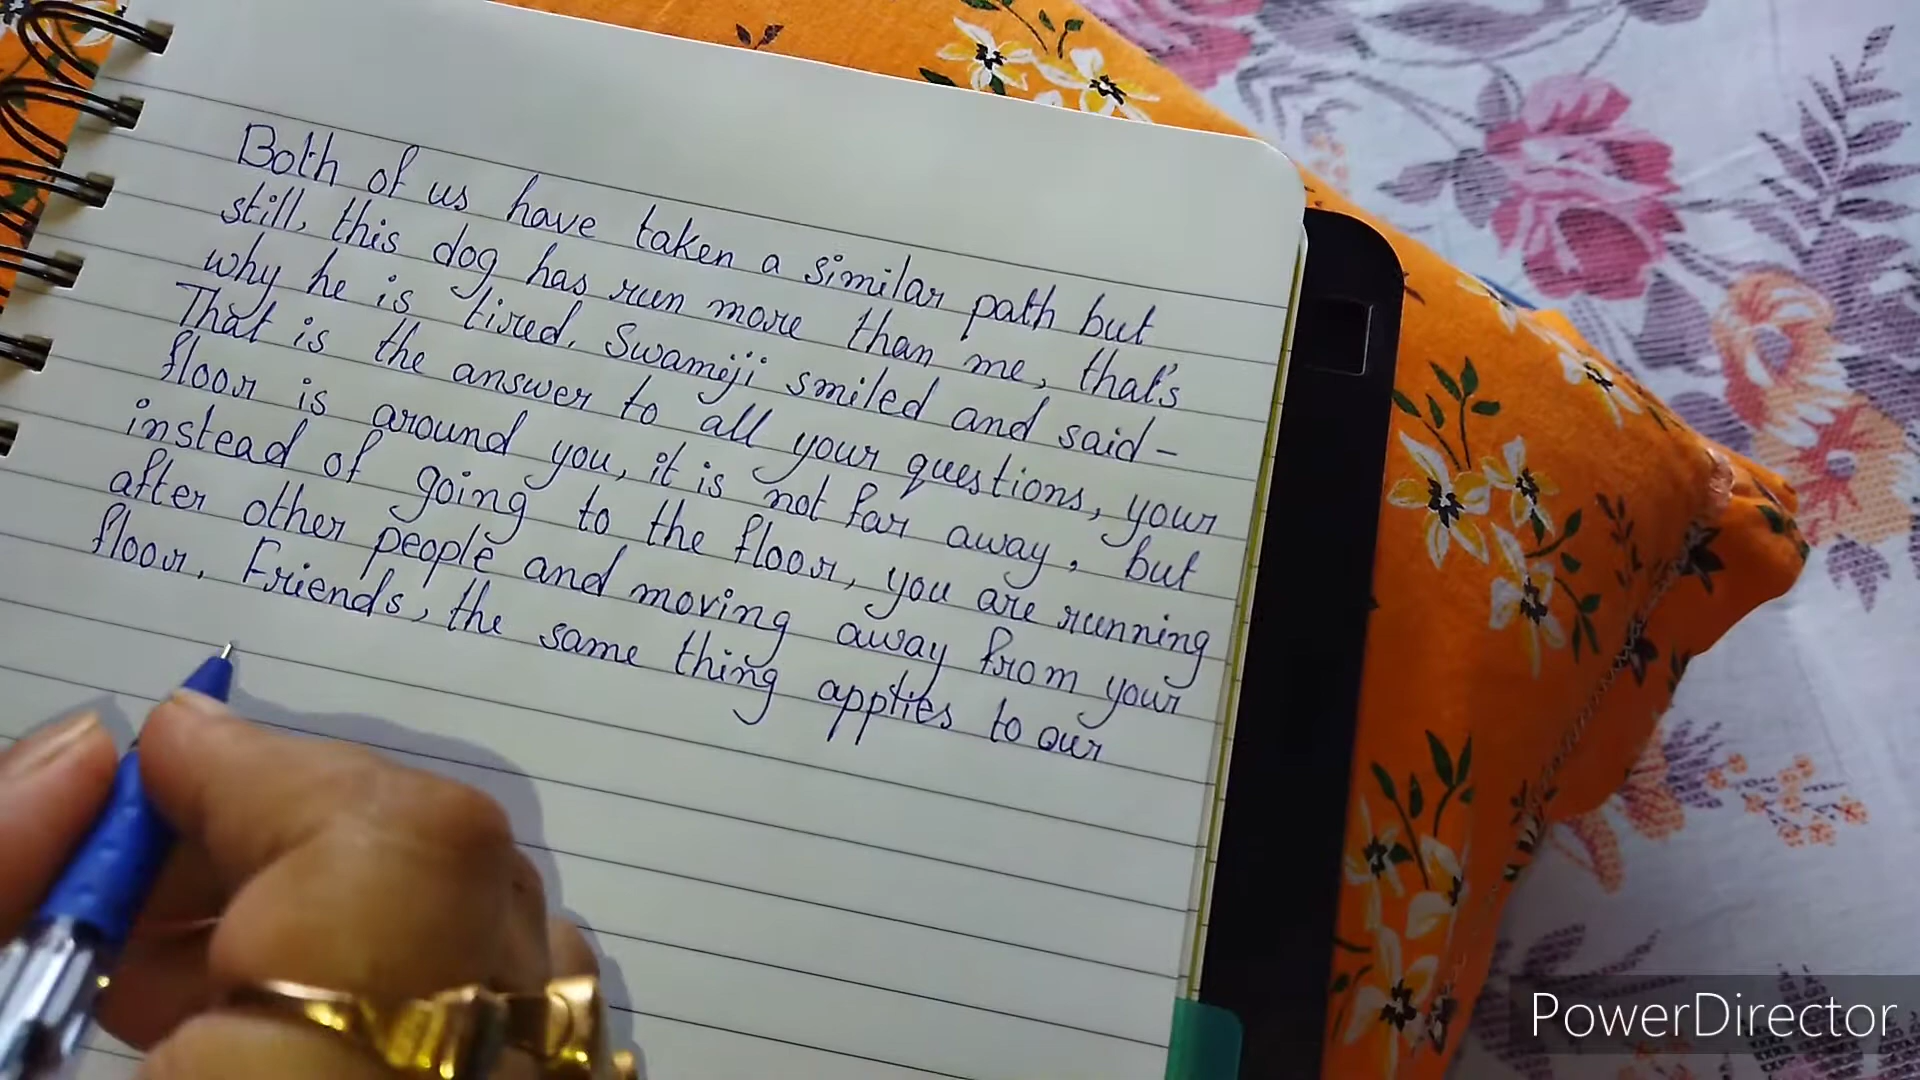 Both of us have taken a similar path but
still, this dog has run more than me, that's
why he is tired. Swamiji smiled and said-
That is the answer to all your questions, your
floor is around you, it is not far away, but
instead of going to the floor, you are running
after other people and moving away from your
floor. Friends, the same thing applies to our
PowerDirector